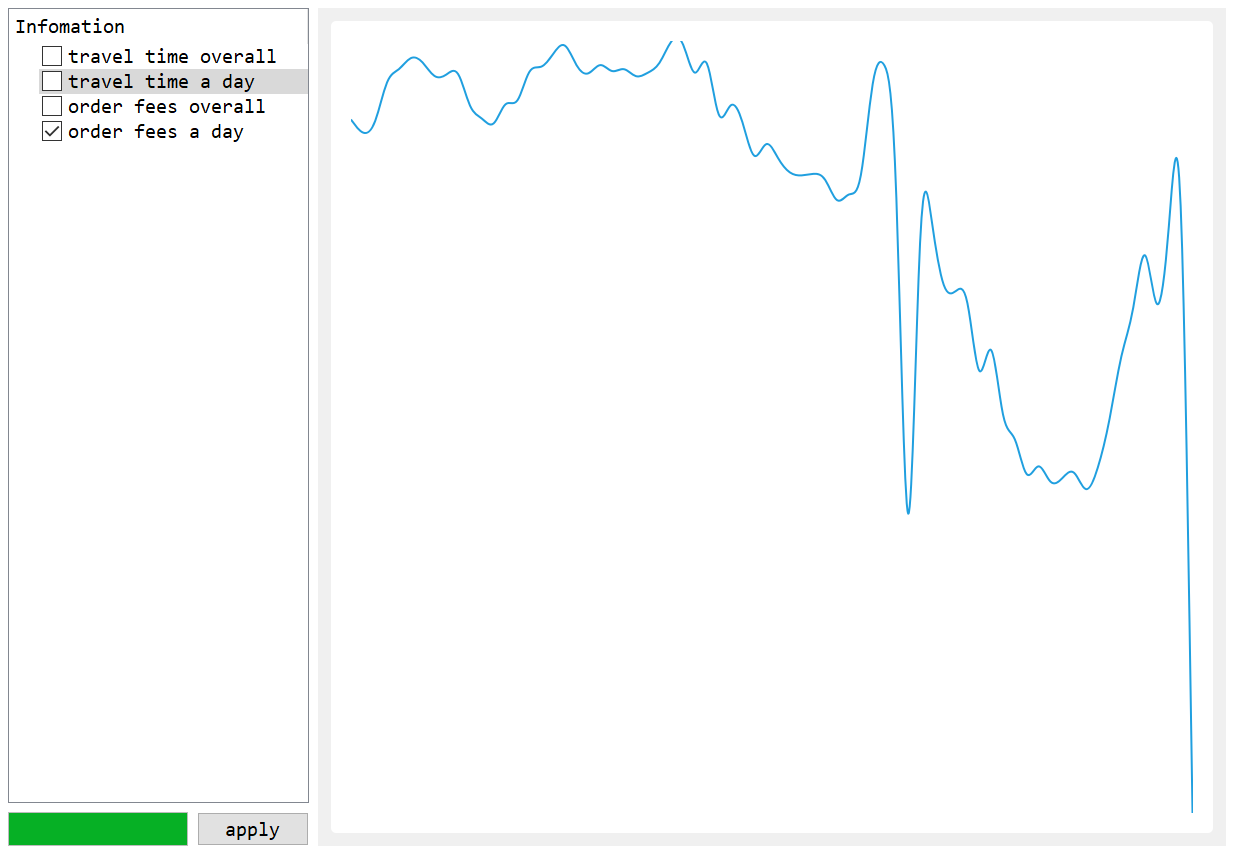 Infomation
travel time overall
travel time a day
order fees overall
order fees a day
apply